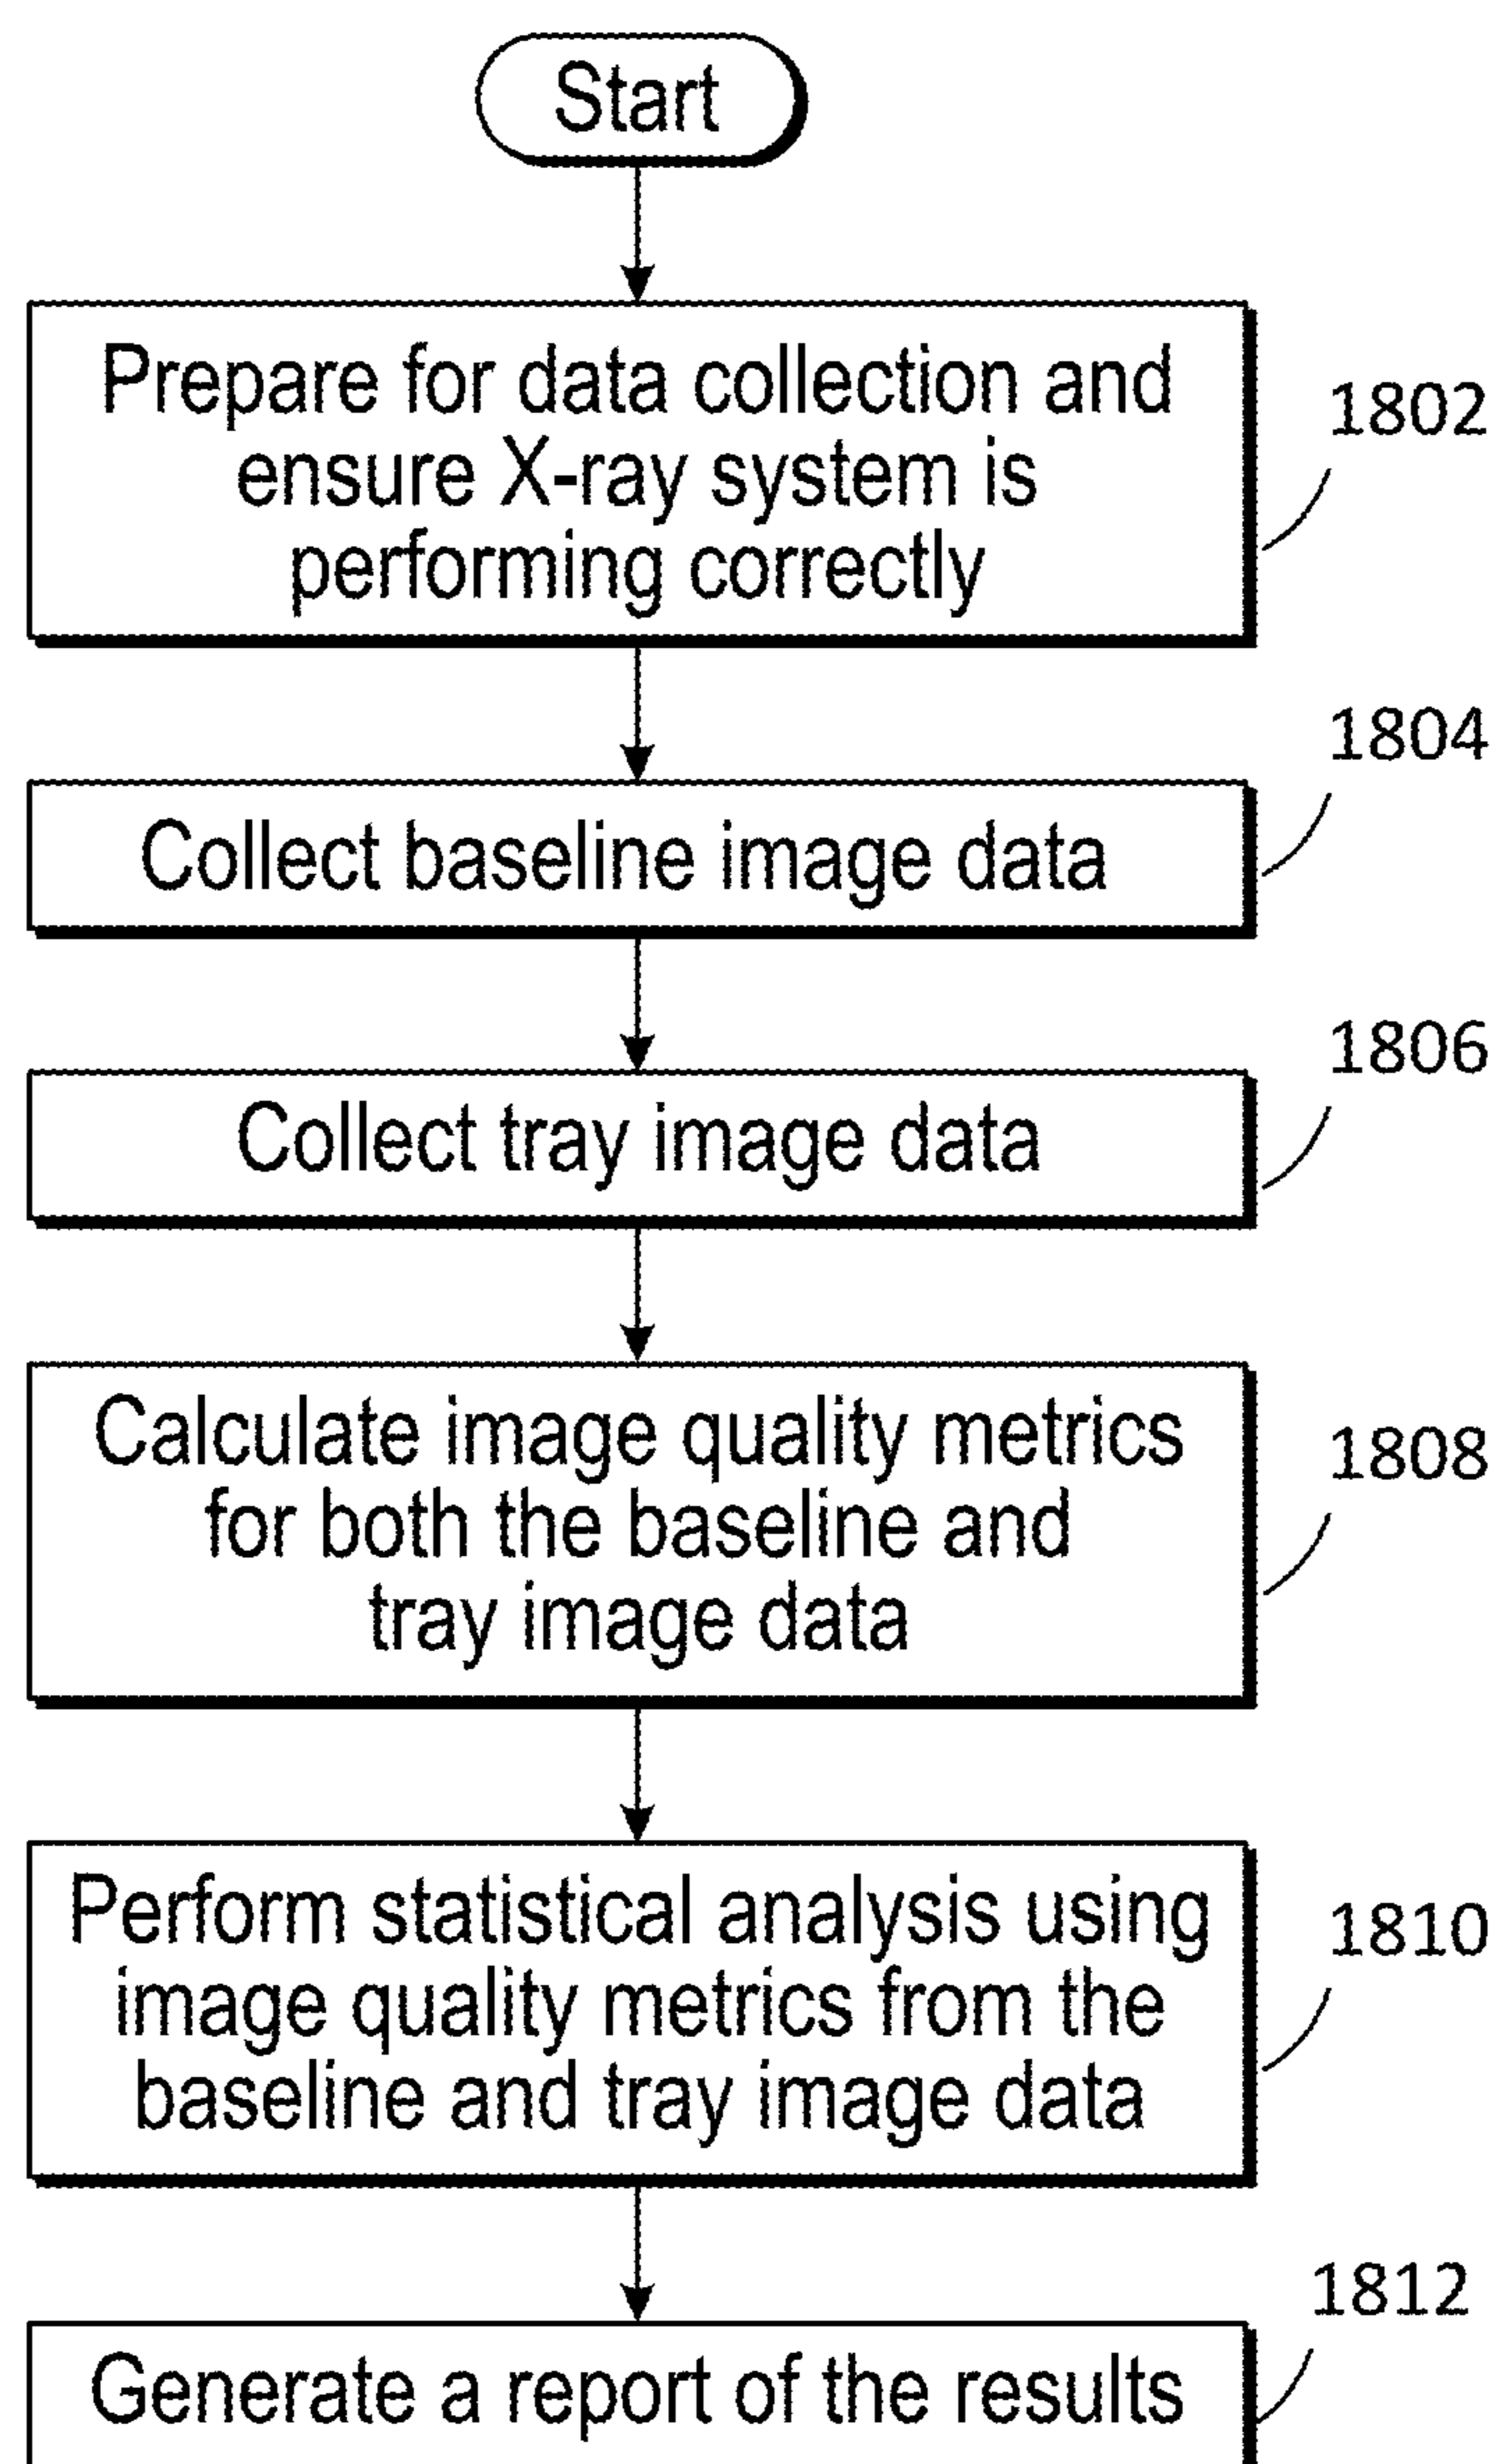 Start
Prepare for data collection and
ensure X-ray system is
performing correctly
1802
1804
Collect baseline image data
1806
Collect tray image data
Calculate image quality metrics
for both the baseline and
tray image data
1808
Perform statistical analysis using
image quality metrics from the
baseline and tray image data
1810
1812
Generate a report of the results